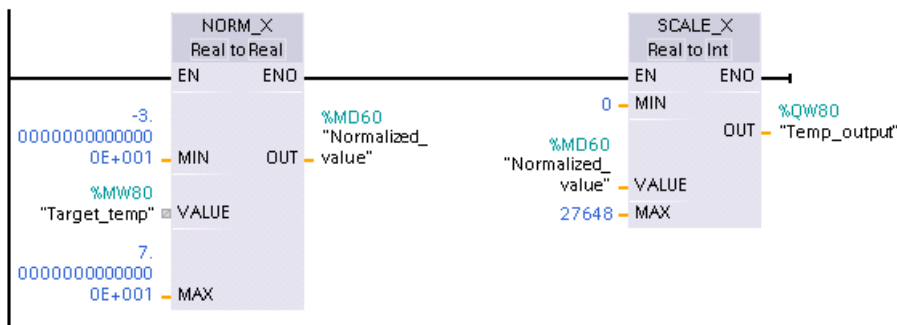 NORM_X
Real to Real
EN ENO
-3.
0000000000000
0E+001
MIN
%MD60
"Normalized_
value"
OUT
%MW80
"Target_temp"
VALUE
7.
0000000000000
0E+001
MAX
SCALE_X
Real to Int
EN ENO
0
MIN
%QW80
"Temp_output"
OUT
%MD60
"Normalized_
value"
VALUE
27648
MAX